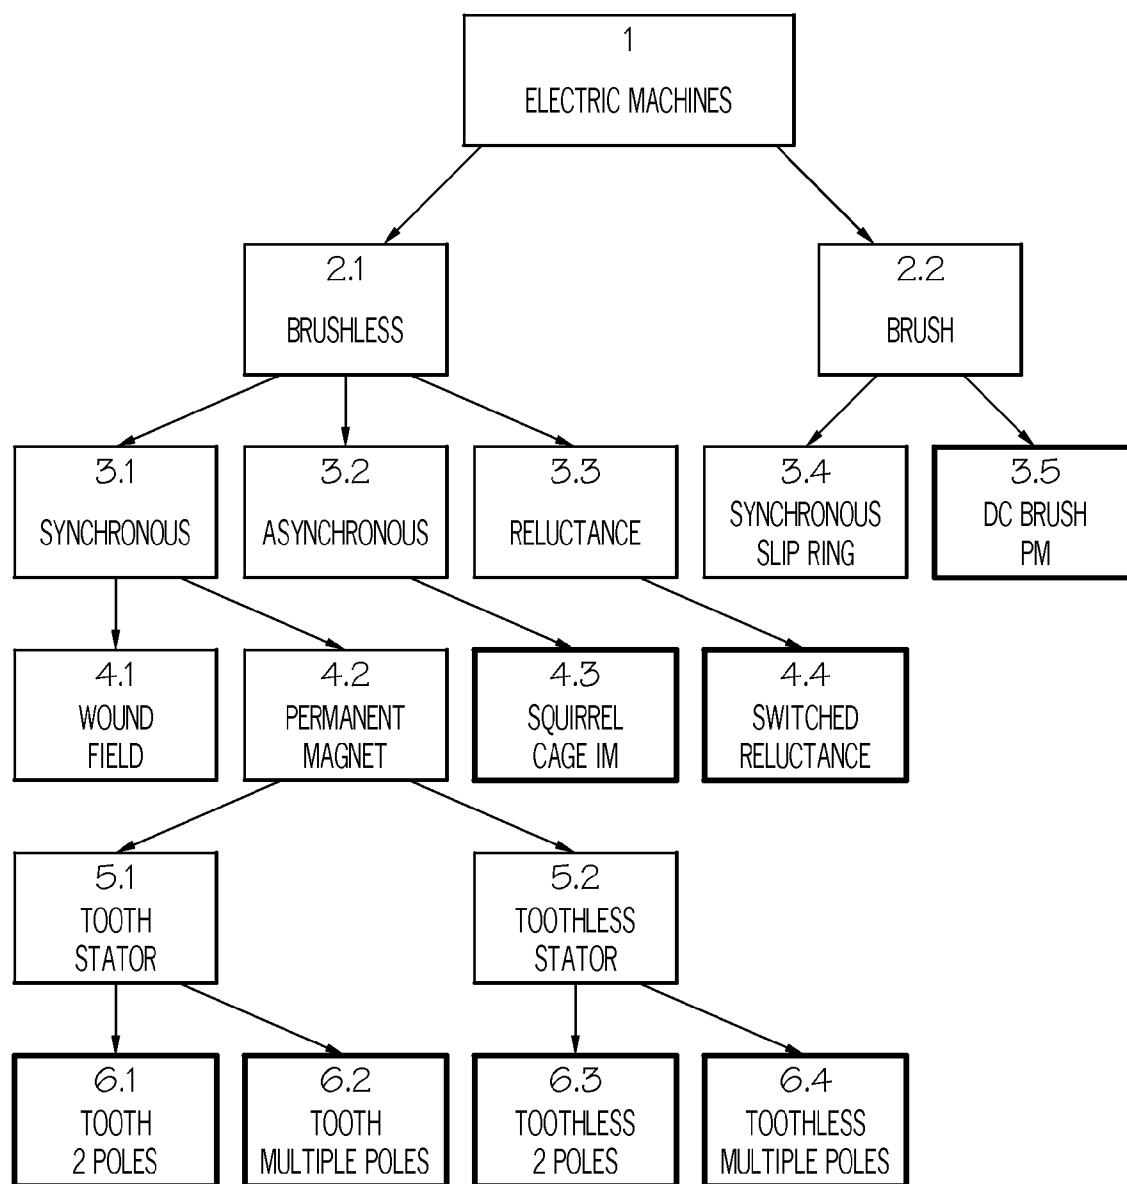 1
ELECTRIC MACHINES
2.1
BRUSHLESS
2.2
BRUSH
3.1
SYNCHRONOUS
3.2
ASYNCHRONOUS
3.3
RELUCTANCE
3.4
SYNCHRONOUS
SLIP RING
3.5
DC BRUSH
PM
4.1
WOUND
FIELD
4.2
PERMANENT
MAGNET
4.3
SQUIRREL
CAGE IM
4.4
SWITCHED
RELUCTANCE
5.1
TOOTH
STATOR
5.2
TOOTHLESS
STATOR
6.1
TOOTH
2 POLES
6.2
TOOTH
MULTIPLE POLES
6.3
TOOTHLESS
2 POLES
6.4
TOOTHLESS
MULTIPLE POLES